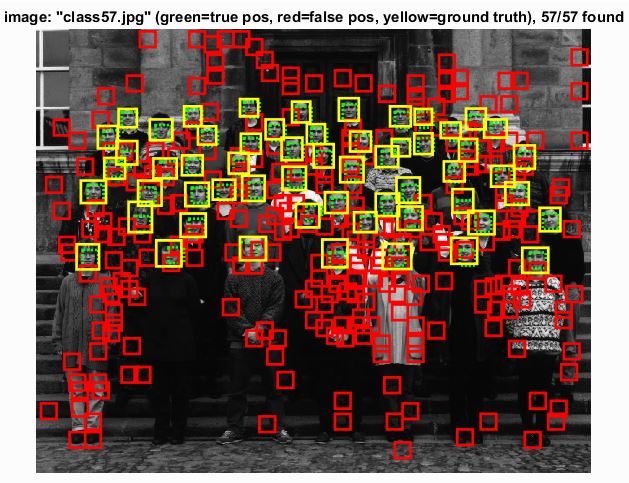 image: "class57.jpg" (green=true pos, red=false pos, yellow=ground truth), 57/57 found